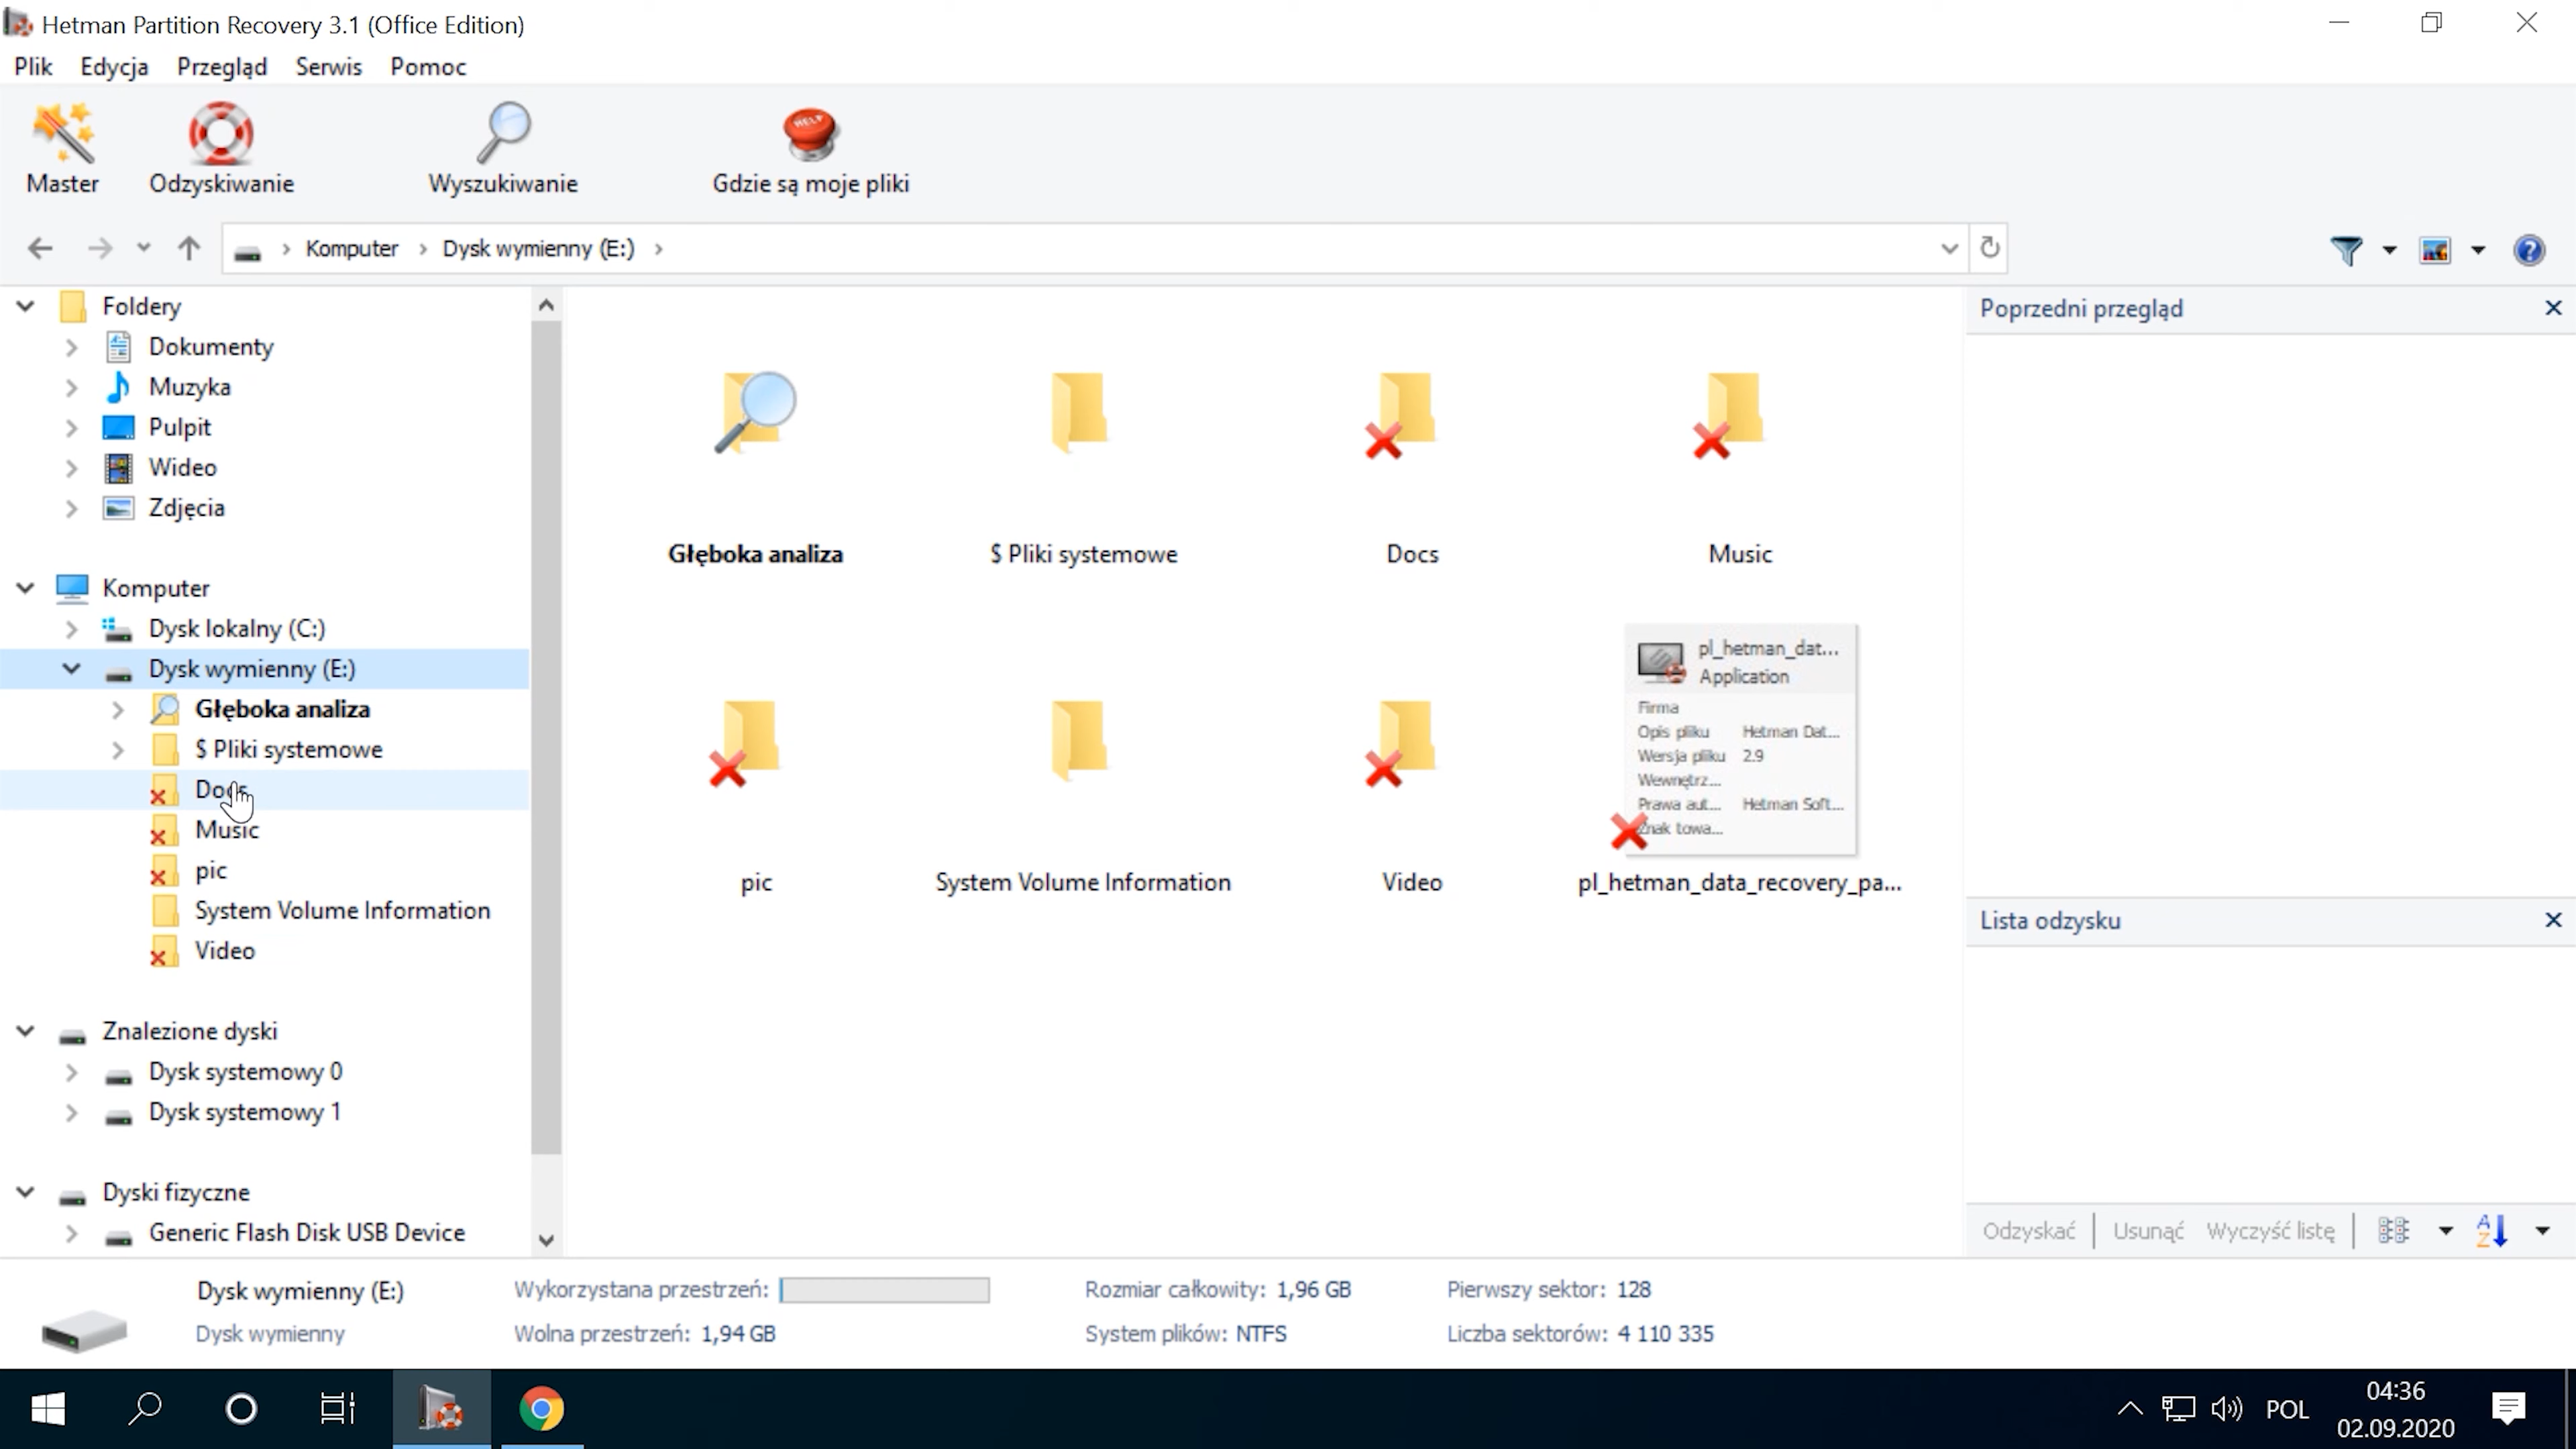 Hetman Partition Recovery 3.1 (Office Edition)
Plik Edycja Przegląd Serwis Pomoc
HELP
Master Odzyskiwanie Wyszukiwanie Gdzie są moje pliki
Komputer Dysk wymienny (E:)
Foldery
Dokumenty
Muzyka
Pulpit
Wideo
Zdjęcia
Komputer
Dysk lokalny (C:)
Dysk wymienny (E:)
Głęboka analiza
$ Pliki systemowe
Docs
Music
pic
System Volume Information
Video
Znalezione dyski
Dysk systemowy 0
Dysk systemowy 1
Dyski fizyczne
Generic Flash Disk USB Device
Głęboka analiza $ Pliki systemowe Docs Music
pl_hetman_dat...
Application
Firma
Opis pliku Hetman Dat...
Wersja pliku 2.9
Wewnętrz...
Prawa aut... Hetman Soft...
Znak towa...
pic System Volume Information Video pl_hetman_data_recovery_pa...
Poprzedni przegląd
Lista odzysku
Odzyskać Usunąć Wyczyść listę
Dysk wymienny (E:) Wykorzystana przestrzeń: Rozmiar całkowity: 1,96 GB Pierwszy sektor: 128
Dysk wymienny Wolna przestrzeń: 1,94 GB System plików: NTFS Liczba sektorów: 4 110 335
POL
04:36
02.09.2020